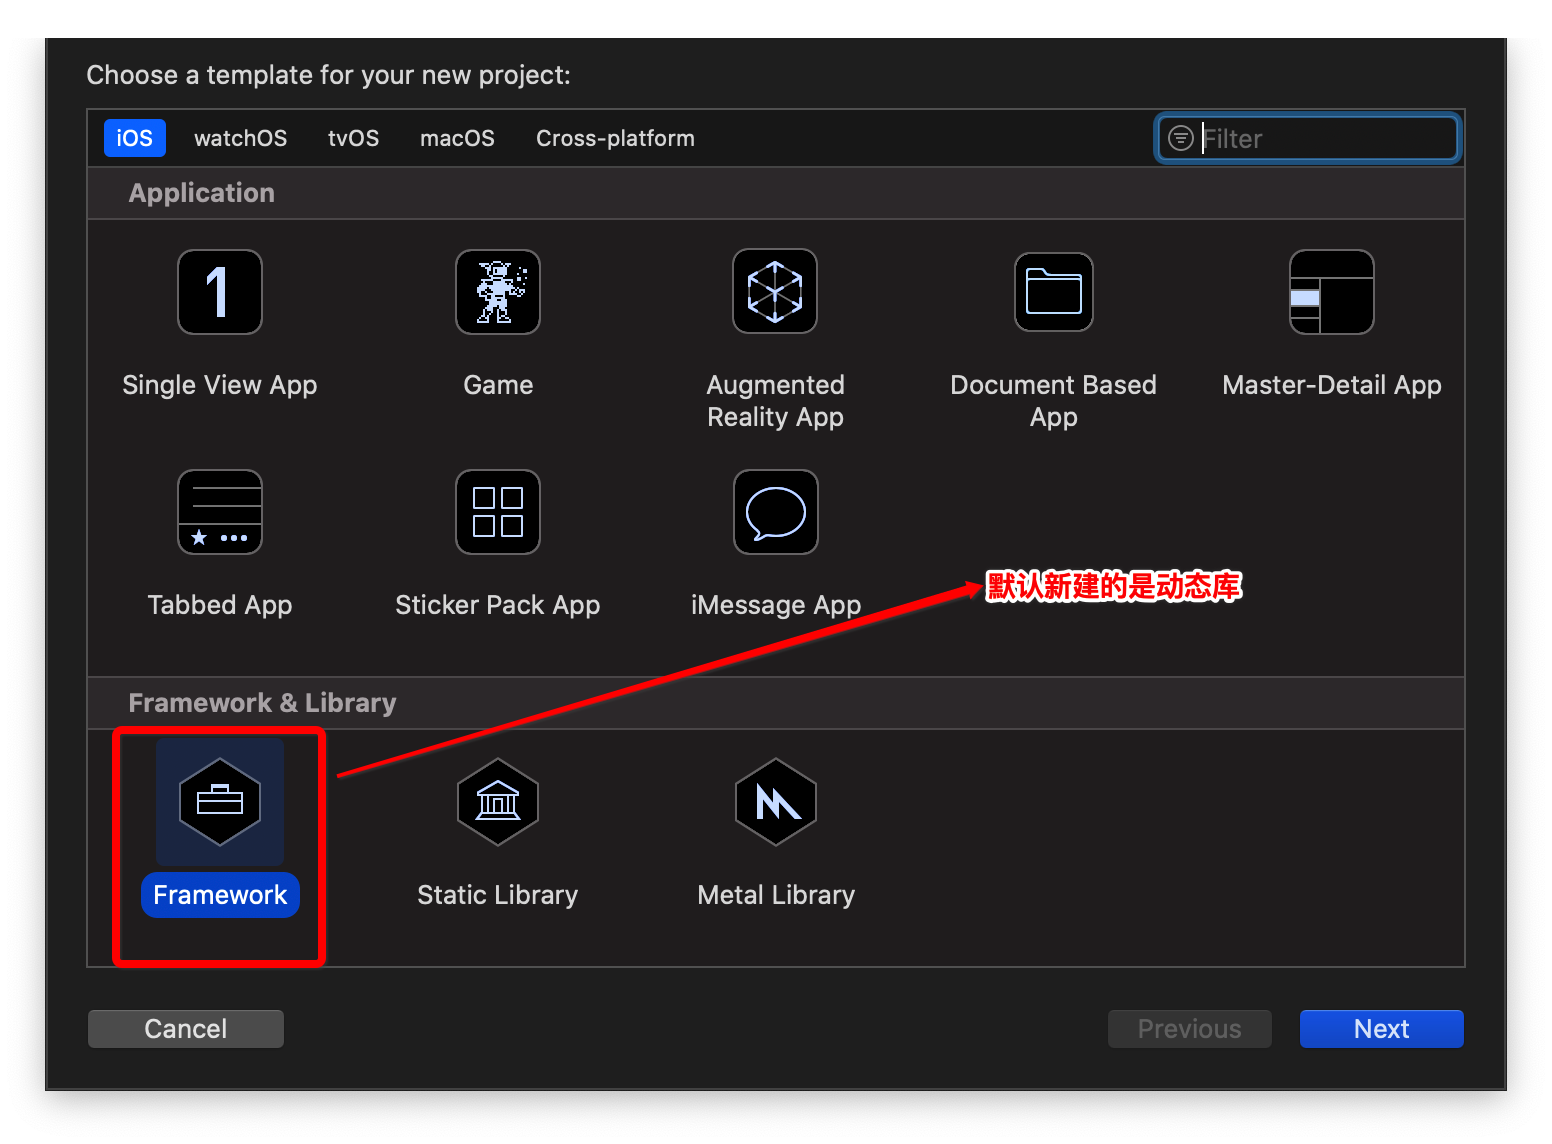 Choose a template for your new project:
iOS watchOS tvOS macOS Cross-platform Filter
Application
1
Single View App Game Augmented Reality App Document Based App Master-Detail App
Tabbed App Sticker Pack App iMessage App
默认新建的是动态库
Framework & Library
Framework Static Library Metal Library
Cancel Previous Next